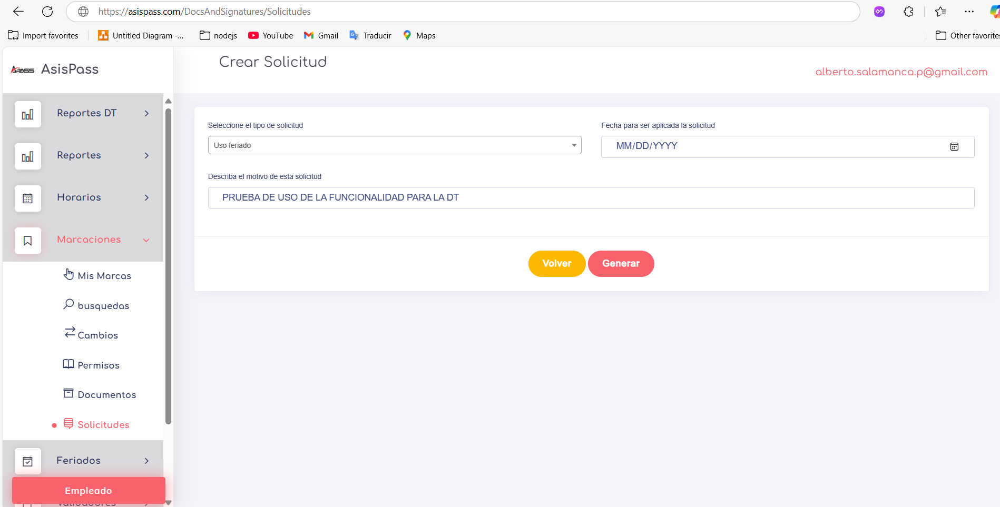 https://asispass.com/DocsAndSignatures/Solicitudes
Import favorites
Untitled Diagram -...
nodejs
YouTube
Gmail
Traducir
Maps
Other favorites
APASS
AsisPass
Crear Solicitud
alberto.salamanca.p@gmail.com
Reportes DT
Reportes
Horarios
Marcaciones
Mis Marcas
busquedas
Cambios
Permisos
Documentos
Solicitudes
Feriados
Empleado
Validadores
Seleccione el tipo de solicitud
Uso feriado
Fecha para ser aplicada la solicitud
MM/DD/YYYY
Describa el motivo de esta solicitud
PRUEBA DE USO DE LA FUNCIONALIDAD PARA LA DT
Volver
Generar